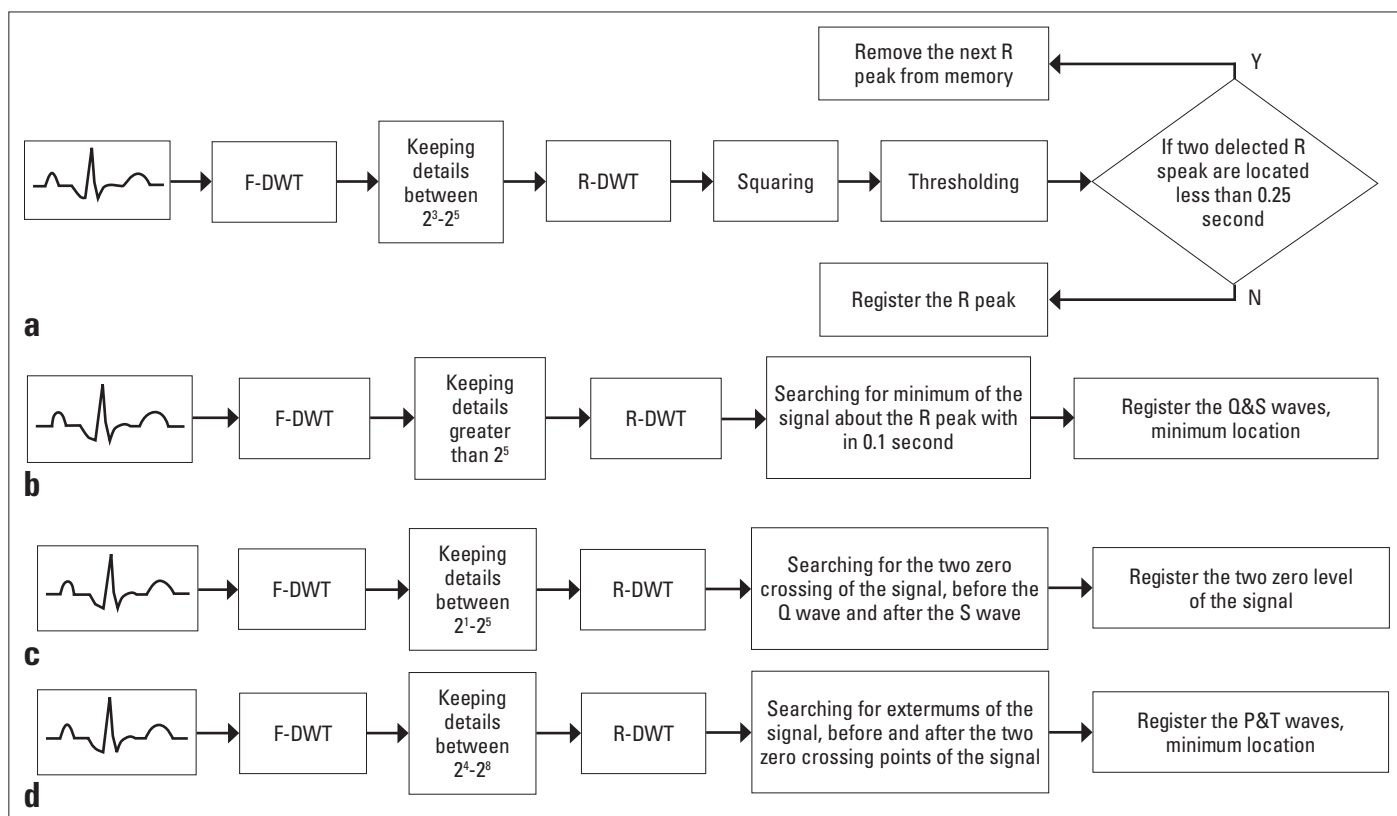 Remove the next R
peak from memory
Y
F-DWT
Keeping
details
between
2³-2⁵
R-DWT
Squaring
Thresholding
If two delected R
speak are located
less than 0.25
second
Register the R peak
N
a
F-DWT
Keeping
details
greater
than 2⁵
R-DWT
Searching for minimum of the
signal about the R peak with
in 0.1 second
Register the Q&S waves,
minimum location
b
F-DWT
Keeping
details
between
2¹-2⁵
R-DWT
Searching for the two zero
crossing of the signal, before the
Q wave and after the S wave
Register the two zero level
of the signal
c
F-DWT
Keeping
details
between
2⁴-2⁸
R-DWT
Searching for extermums of the
signal, before and after the two
zero crossing points of the signal
Register the P&T waves,
minimum location
d